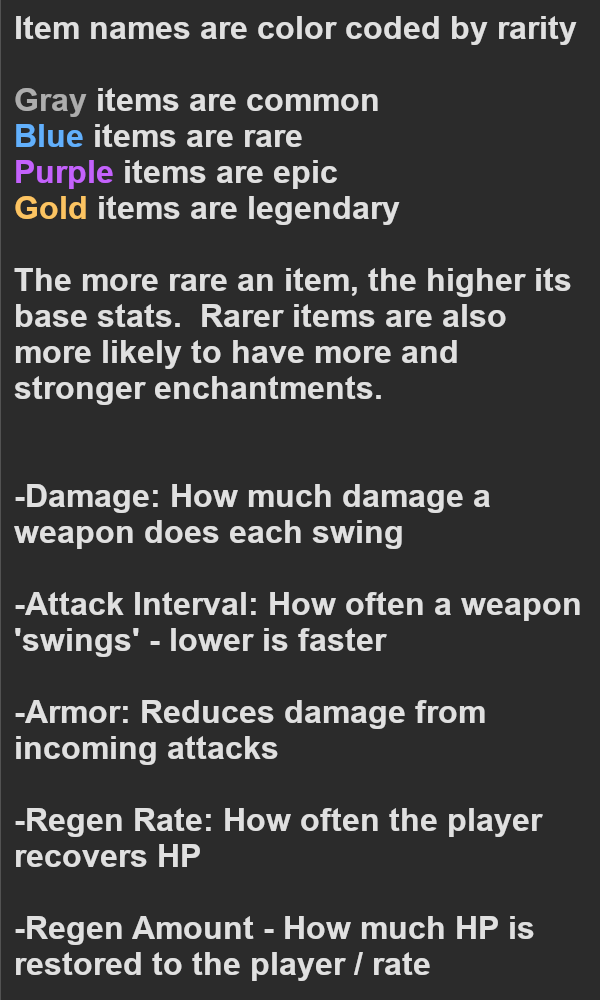 Item names are color coded by rarity
Gray items are common
Blue items are rare
Purple items are epic
Gold items are legendary
The more rare an item, the higher its
base stats.  Rarer items are also
more likely to have more and
stronger enchantments.
-Damage: How much damage a
weapon does each swing
-Attack Interval: How often a weapon
'swings' - lower is faster
-Armor: Reduces damage from
incoming attacks
-Regen Rate: How often the player
recovers HP
-Regen Amount - How much HP is
restored to the player / rate